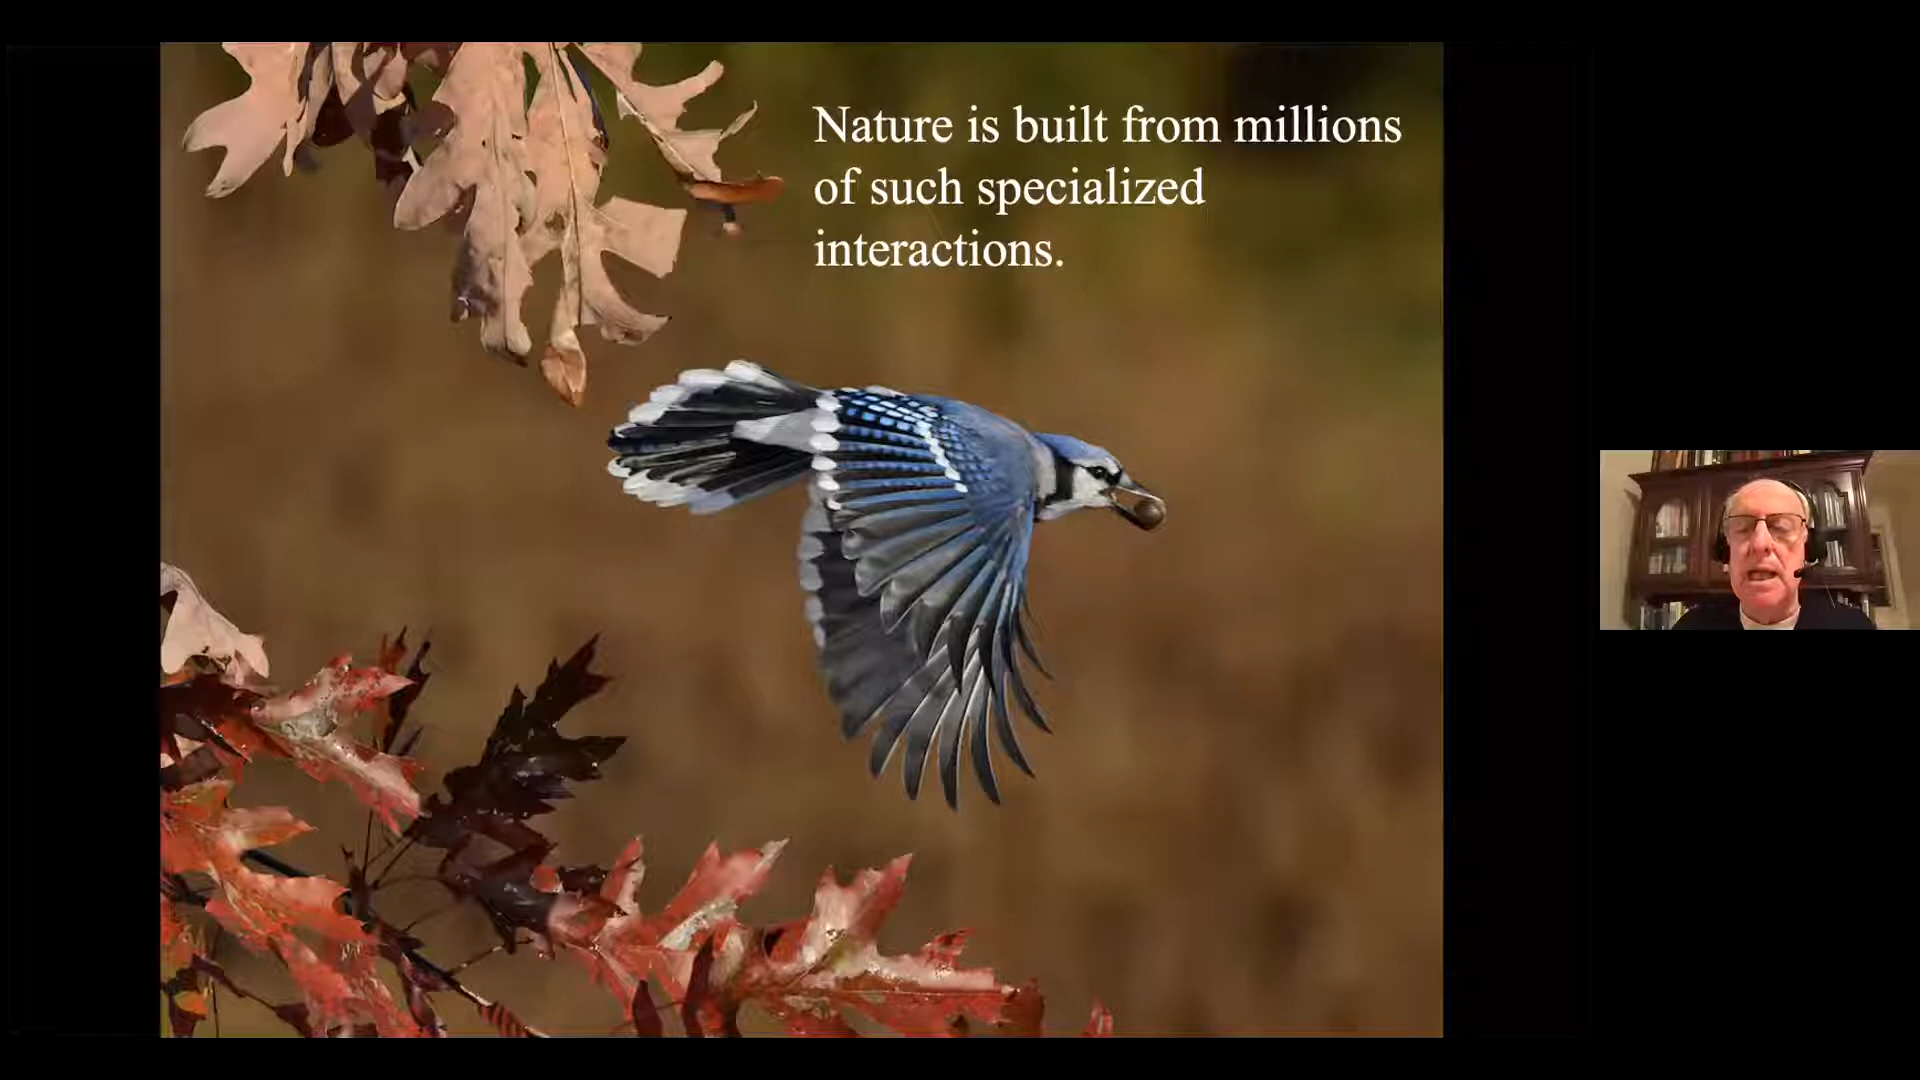 Nature is built from millions
of such specialized
interactions.